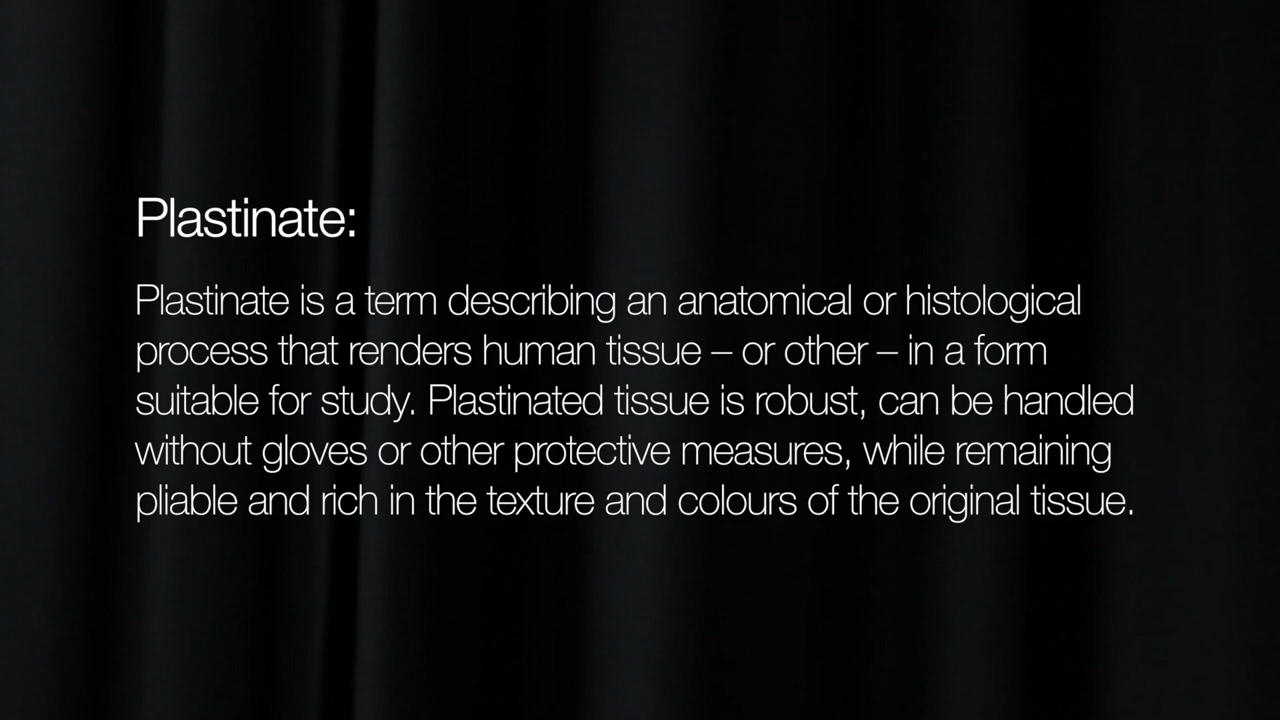 Plastinate:
Plastinate is a term describing an anatomical or histological
process that renders human tissue – or other – in a form
suitable for study. Plastinated tissue is robust, can be handled
without gloves or other protective measures, while remaining
pliable and rich in the texture and colours of the original tissue.